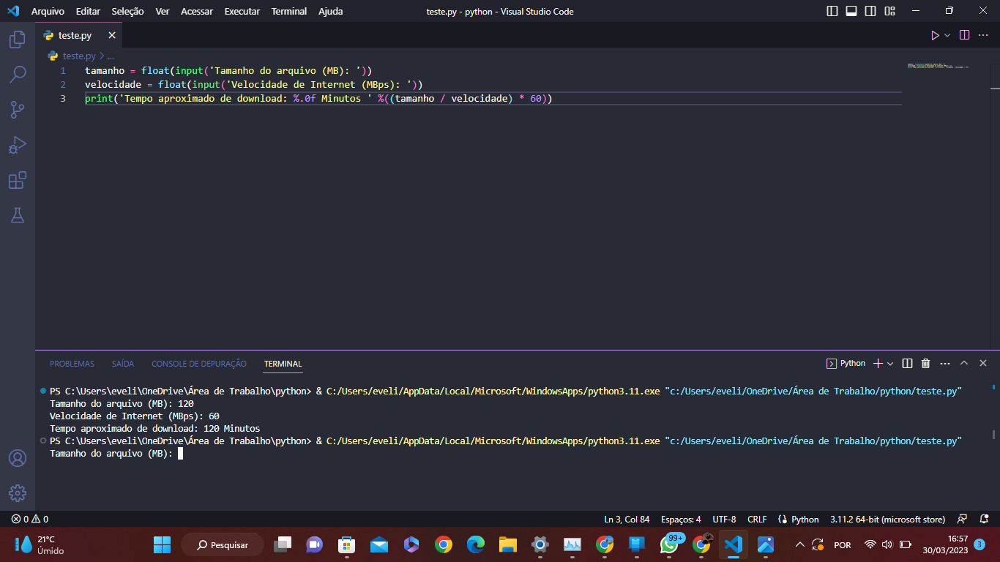 Arquivo Editar Seleção Ver Acessar Executar Terminal Ajuda teste.py - python - Visual Studio Code
teste.py
teste.py > ...
1 tamanho = float(input('Tamanho do arquivo (MB): '))
2 velocidade = float(input('Velocidade de Internet (MBps): '))
3 print('Tempo aproximado de download: %.0f Minutos ' %((tamanho / velocidade) * 60))
PROBLEMAS SAÍDA CONSOLE DE DEPURAÇÃO TERMINAL Python
PS C:\Users\eveli\OneDrive\Área de Trabalho\python> & C:/Users/eveli/AppData/Local/Microsoft/WindowsApps/python3.11.exe "c:/Users/eveli/OneDrive/Área de Trabalho/python/teste.py"
Tamanho do arquivo (MB): 120
Velocidade de Internet (MBps): 60
Tempo aproximado de download: 120 Minutos
PS C:\Users\eveli\OneDrive\Área de Trabalho\python> & C:/Users/eveli/AppData/Local/Microsoft/WindowsApps/python3.11.exe "c:/Users/eveli/OneDrive/Área de Trabalho/python/teste.py"
Tamanho do arquivo (MB):
0 0 Ln 3, Col 84 Espaços: 4 UTF-8 CRLF Python 3.11.2 64-bit (microsoft store)
21°C
Úmido
Pesquisar
99+
POR
16:57
30/03/2023
3